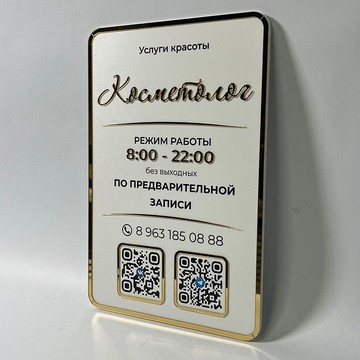 Услуги красоты
Косметолог
РЕЖИМ РАБОТЫ
8:00 - 22:00
без выходных
ПО ПРЕДВАРИТЕЛЬНОЙ
ЗАПИСИ
8 963 185 08 88